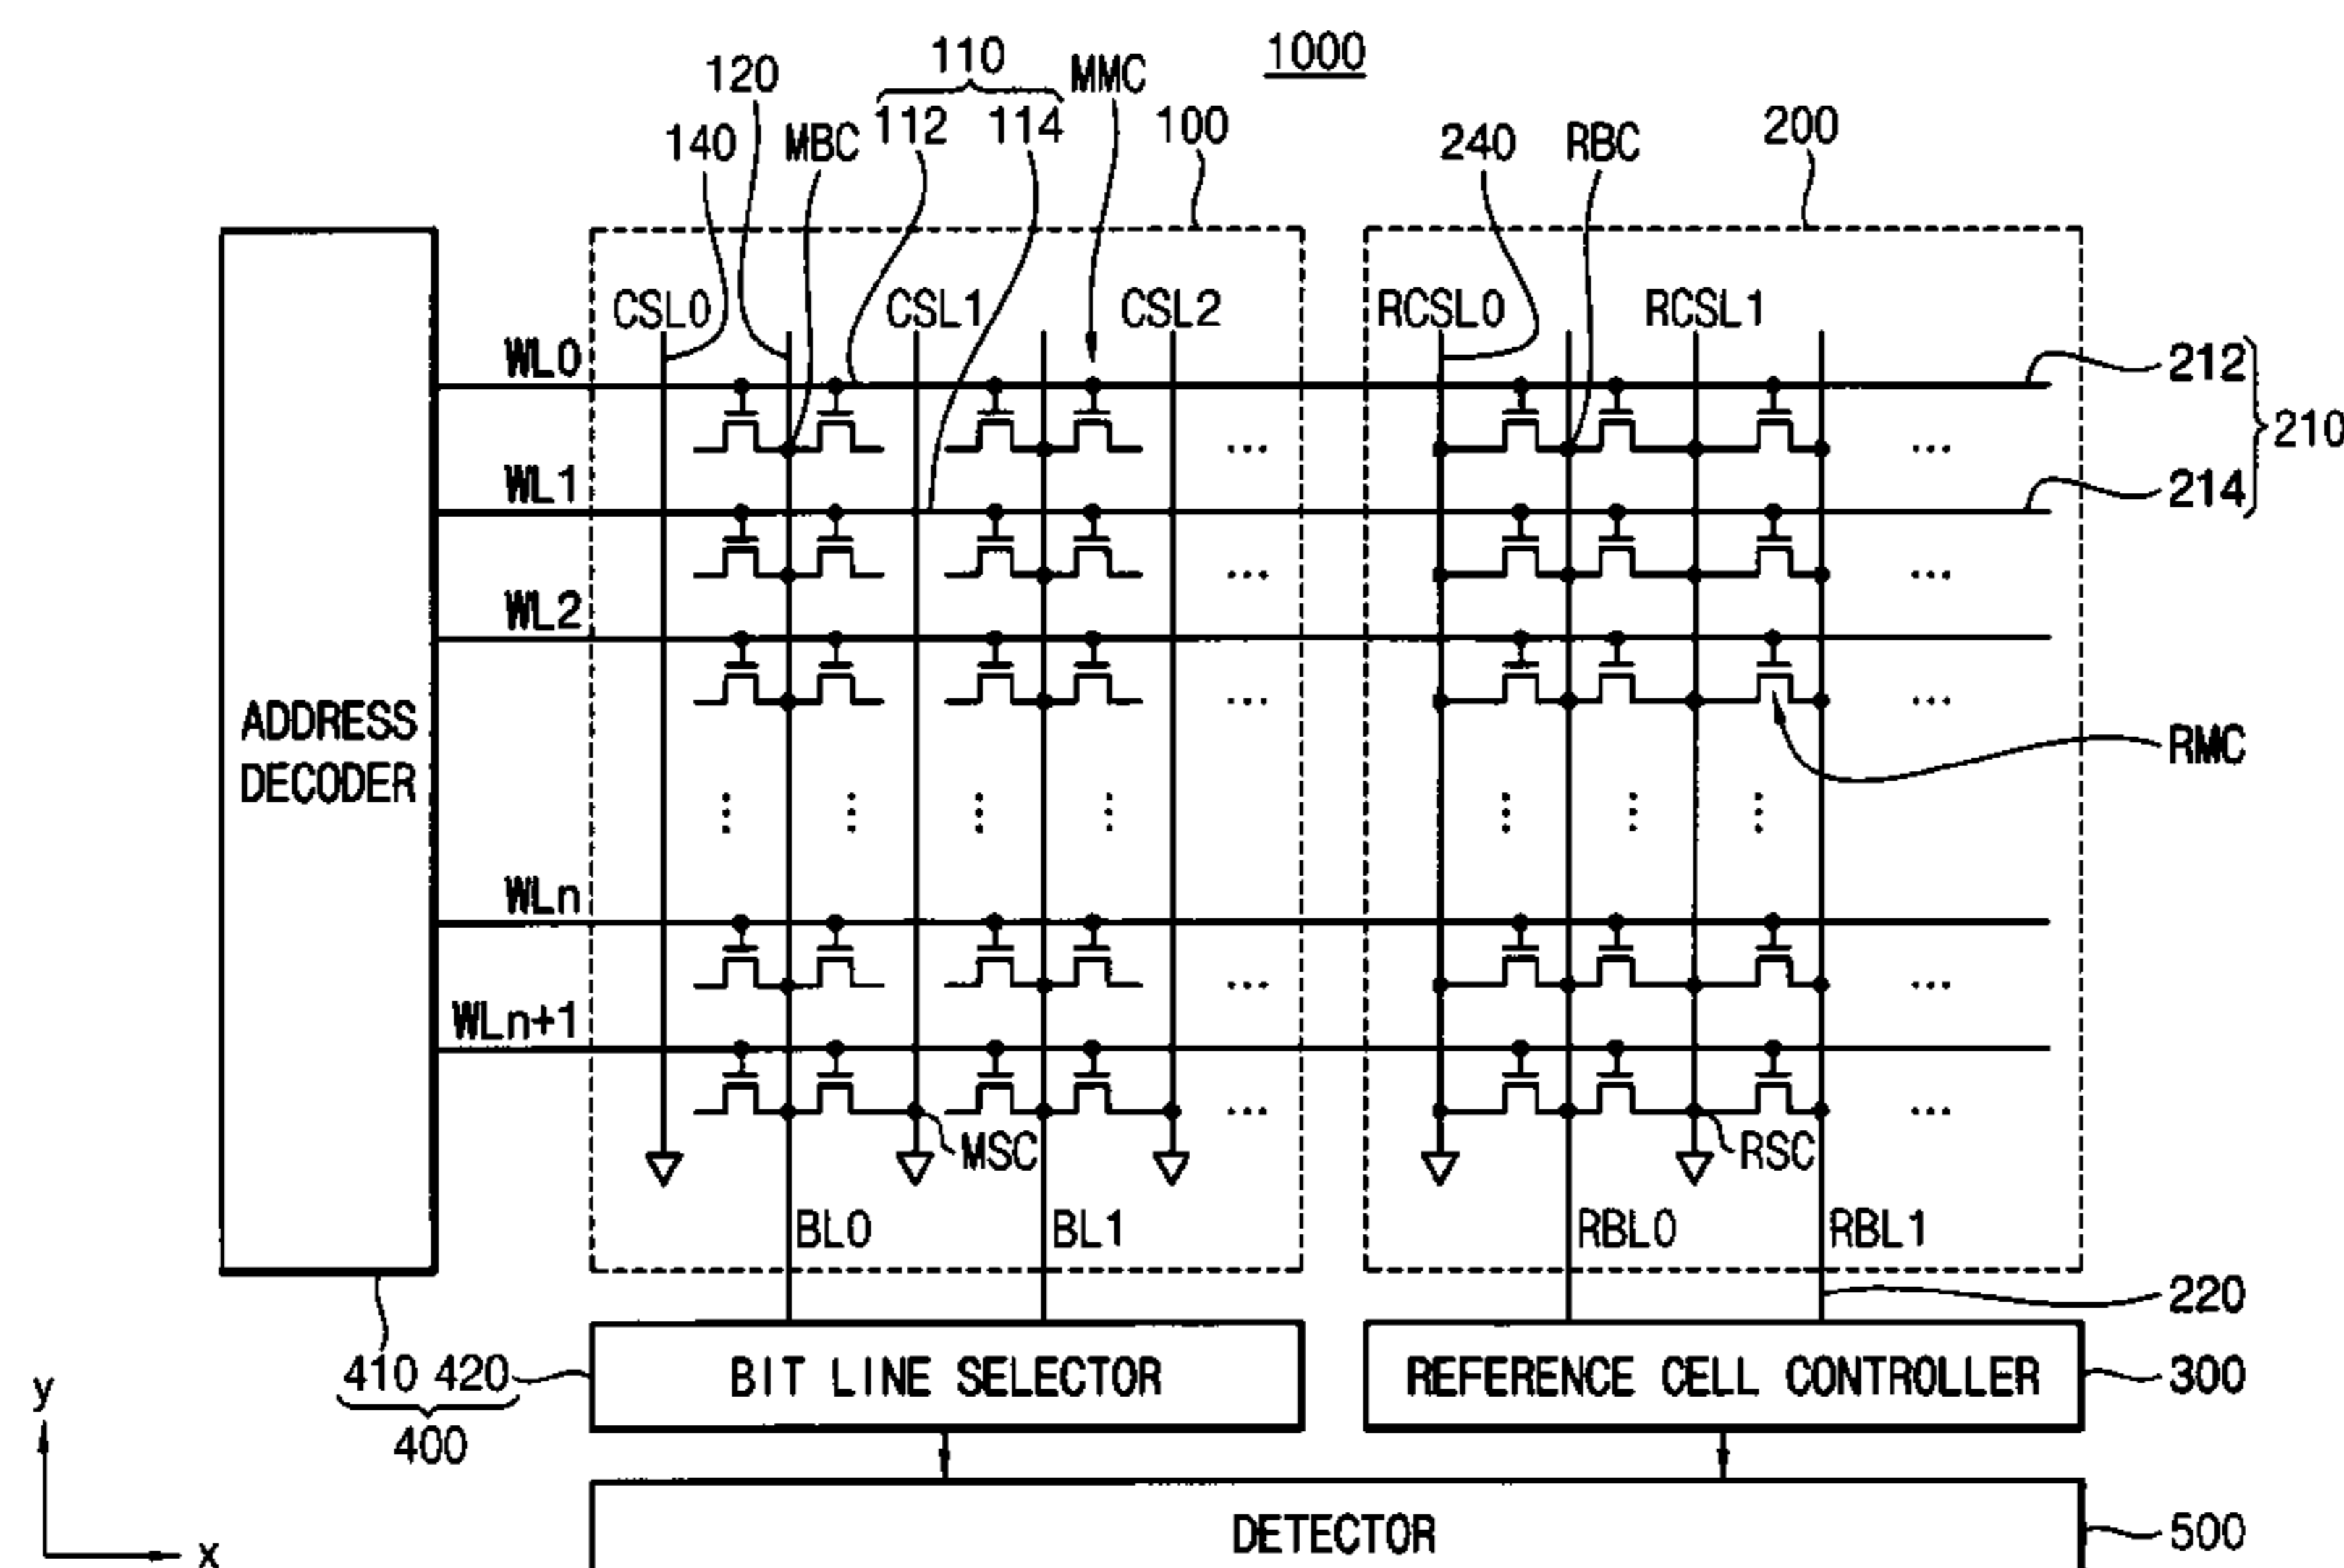 1000
110
120
MMC
112 114
100
200
140
MBC
240
RBC
CSL0
CSL1
CSL2
RCSL0
RCSL1
WL0
212
210
WL1
214
WL2
ADDRESS
DECODER
RMC
...
WLn
WLn+1
MSC
RSC
BL0
BL1
RBL0
RBL1
220
410 420
400
BIT LINE SELECTOR
REFERENCE CELL CONTROLLER
300
y
x
DETECTOR
500